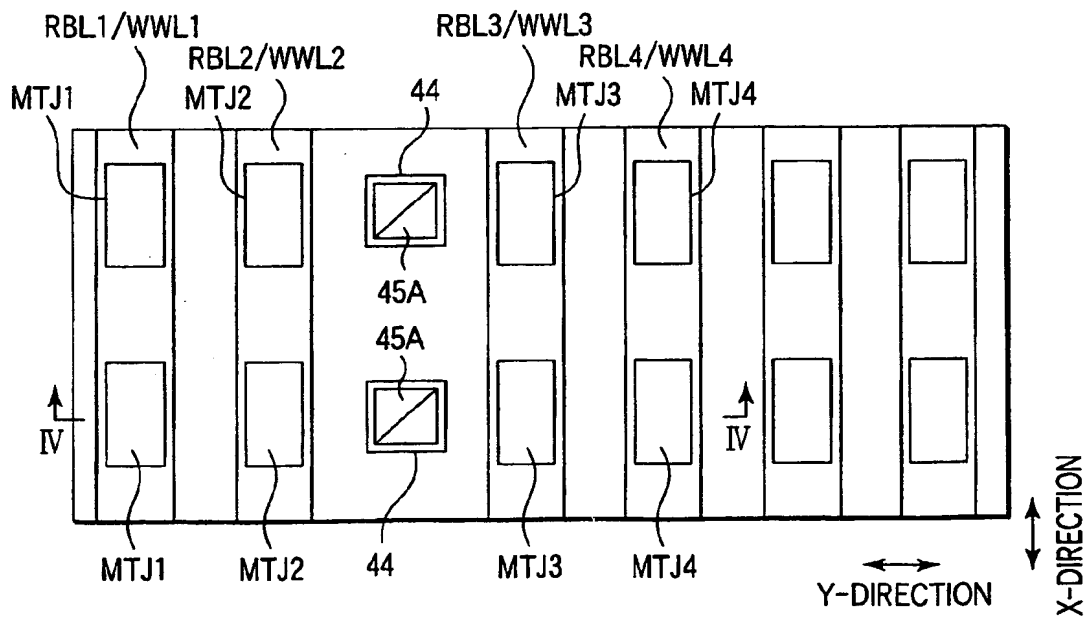 RBL1/WWL1
RBL3/WWL3
RBL2/WWL2
RBL4/WWL4
MTJ1
MTJ2
44
MTJ3
MTJ4
45A
45A
IV
IV
MTJ1
MTJ2
44
MTJ3
MTJ4
Y-DIRECTION
X-DIRECTION